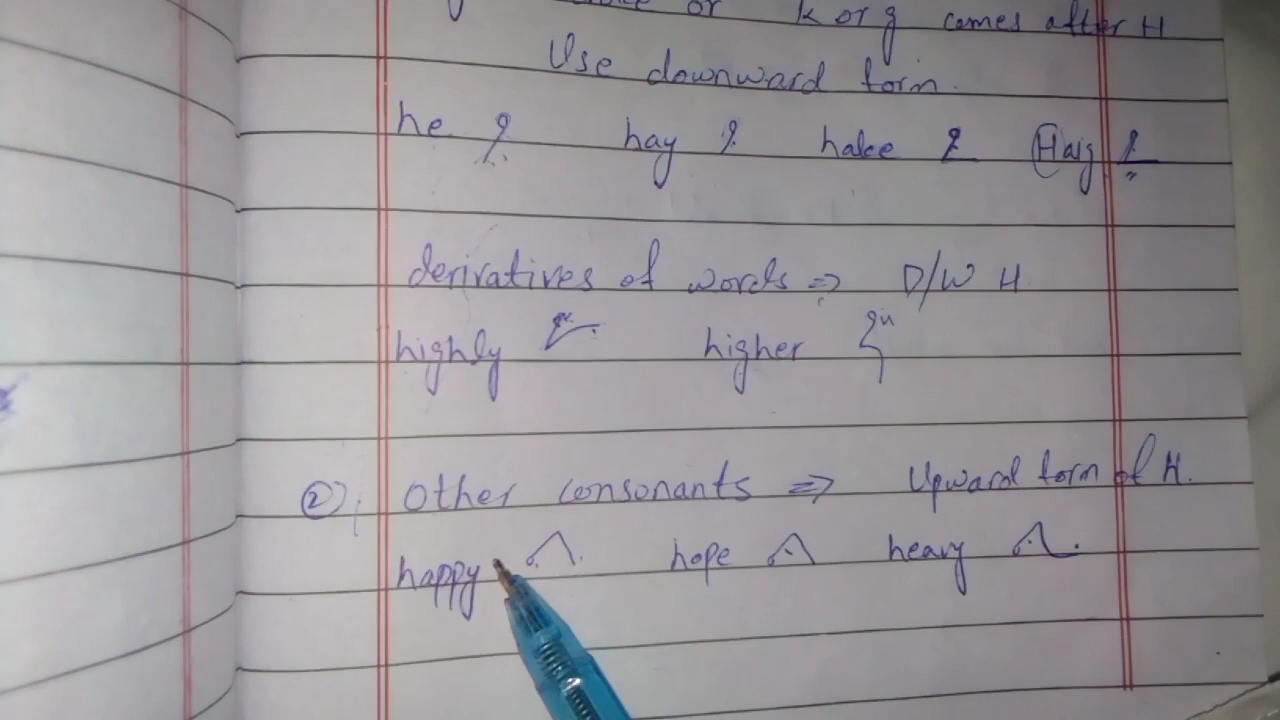 or k or g comes after H
Use downward form.
he hay hake Haig
derivatives of words => D/W H
highly higher
② Other consonants => Upward form of H.
happy hope heavy